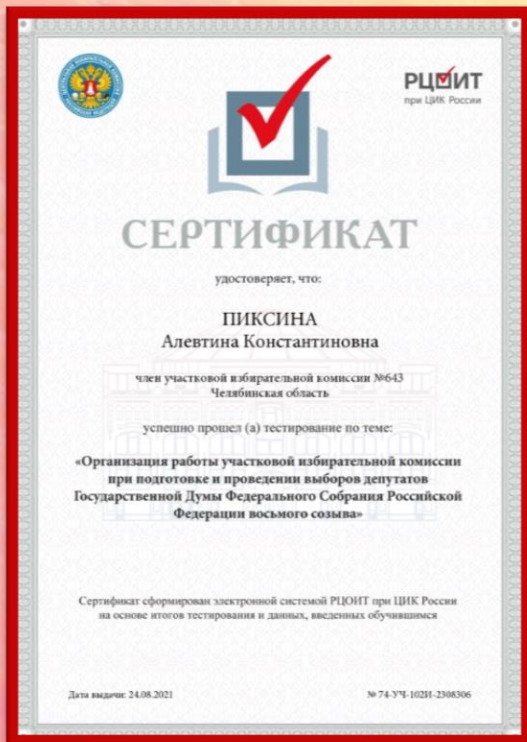 РЦОИТ
при ЦИК России
СЕРТИФИКАТ
удостоверяет, что:
ПИКСИНА
Алевтина Константиновна
член участковой избирательной комиссии №643
Челябинская область
успешно прошел (а) тестирование по теме:
«Организация работы участковой избирательной комиссии
при подготовке и проведении выборов депутатов
Государственной Думы Федерального Собрания Российской
Федерации восьмого созыва»
Сертификат сформирован электронной системой РЦОИТ при ЦИК России
на основе итогов тестирования и данных, введенных обучившимся
Дата выдачи: 24.08.2021
№ 74-УЧ-102И-2308306